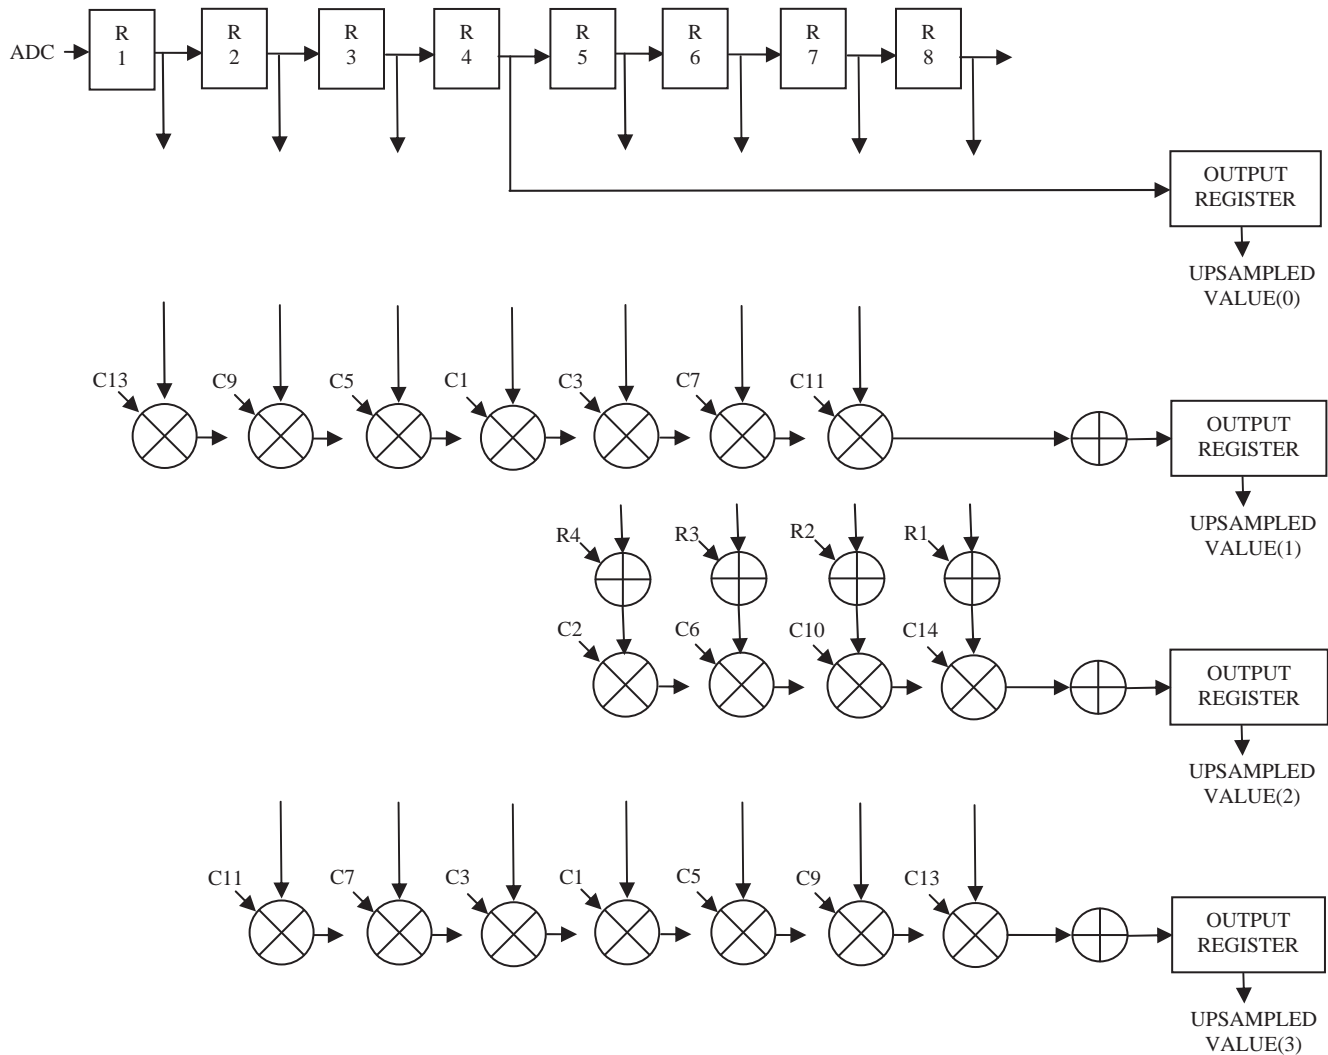 ADC
R
1
R
2
R
3
R
4
R
5
R
6
R
7
R
8
OUTPUT
REGISTER
UPSAMPLED
VALUE(0)
C13
C9
C5
C1
C3
C7
C11
OUTPUT
REGISTER
UPSAMPLED
VALUE(1)
R4
R3
R2
R1
C2
C6
C10
C14
OUTPUT
REGISTER
UPSAMPLED
VALUE(2)
C11
C7
C3
C1
C5
C9
C13
OUTPUT
REGISTER
UPSAMPLED
VALUE(3)